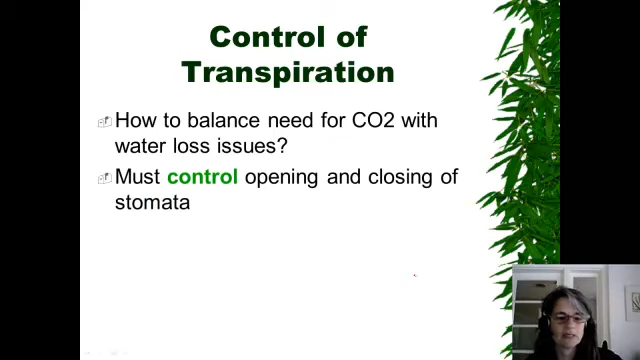 Control of
Transpiration
How to balance need for CO2 with
water loss issues?
Must control opening and closing of
stomata